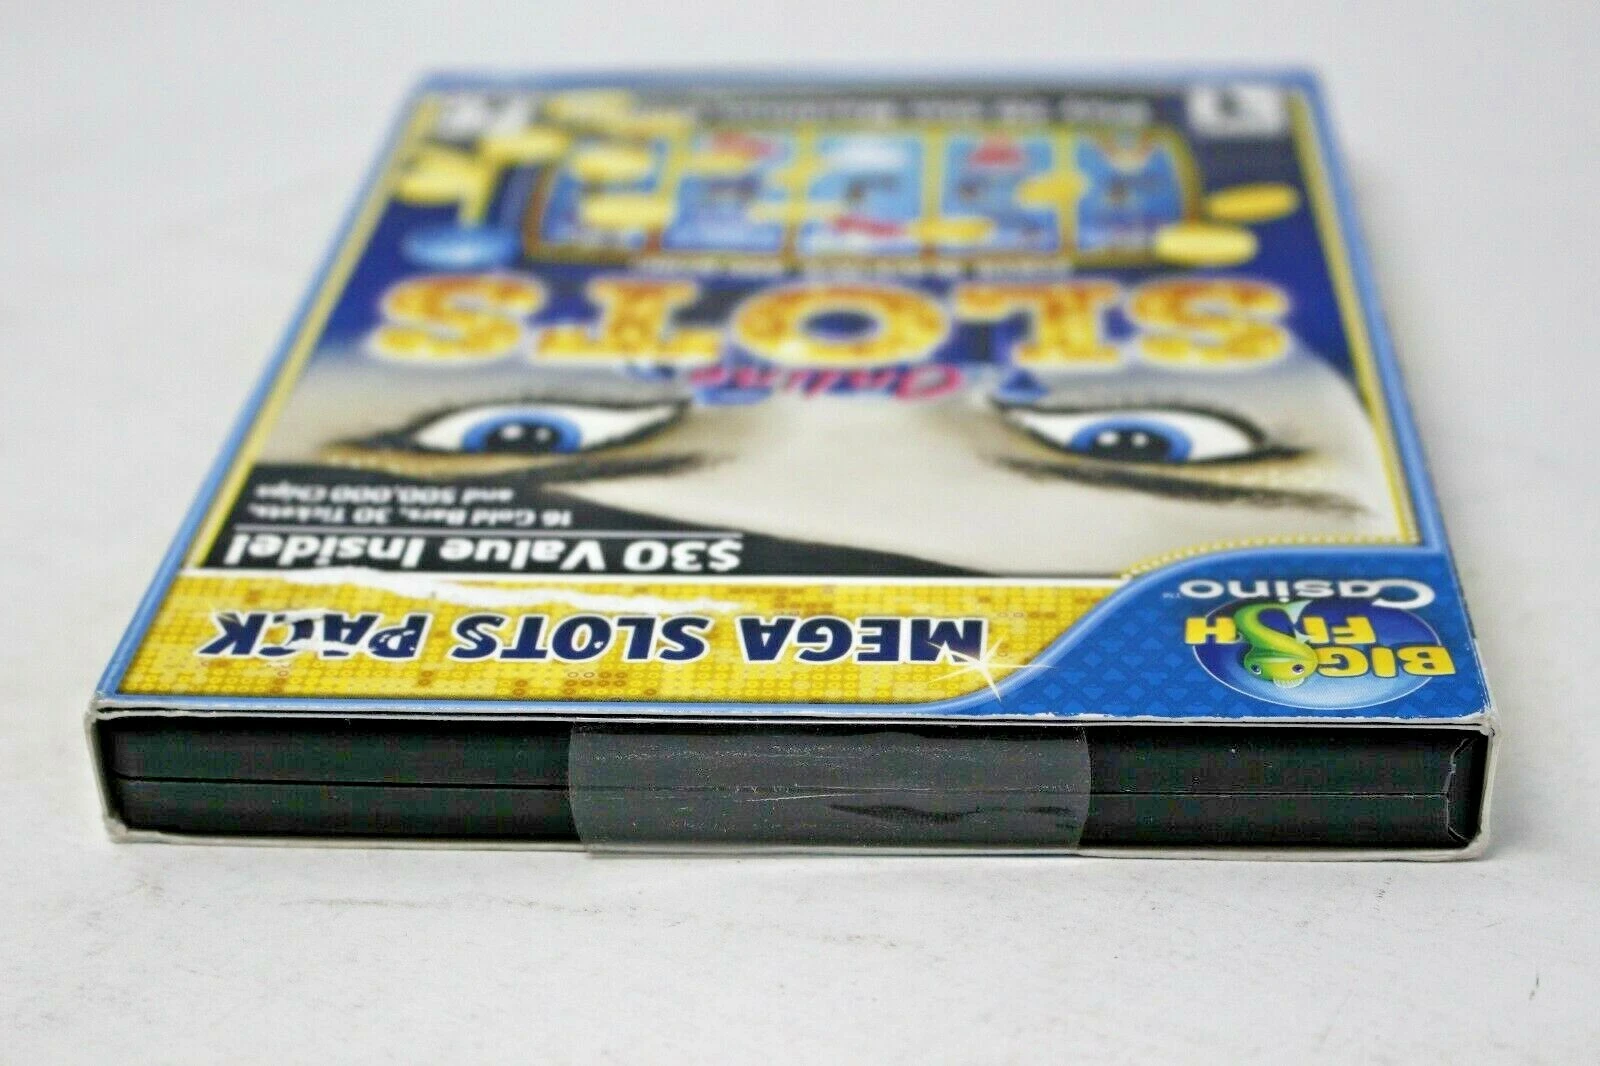 BIG
FISH
Casino™
MEGA SLOTS PACK
$30 Value Inside!
16 Gold Bars, 30 Tickets,
and 500,000 Chips
Online
SLOTS